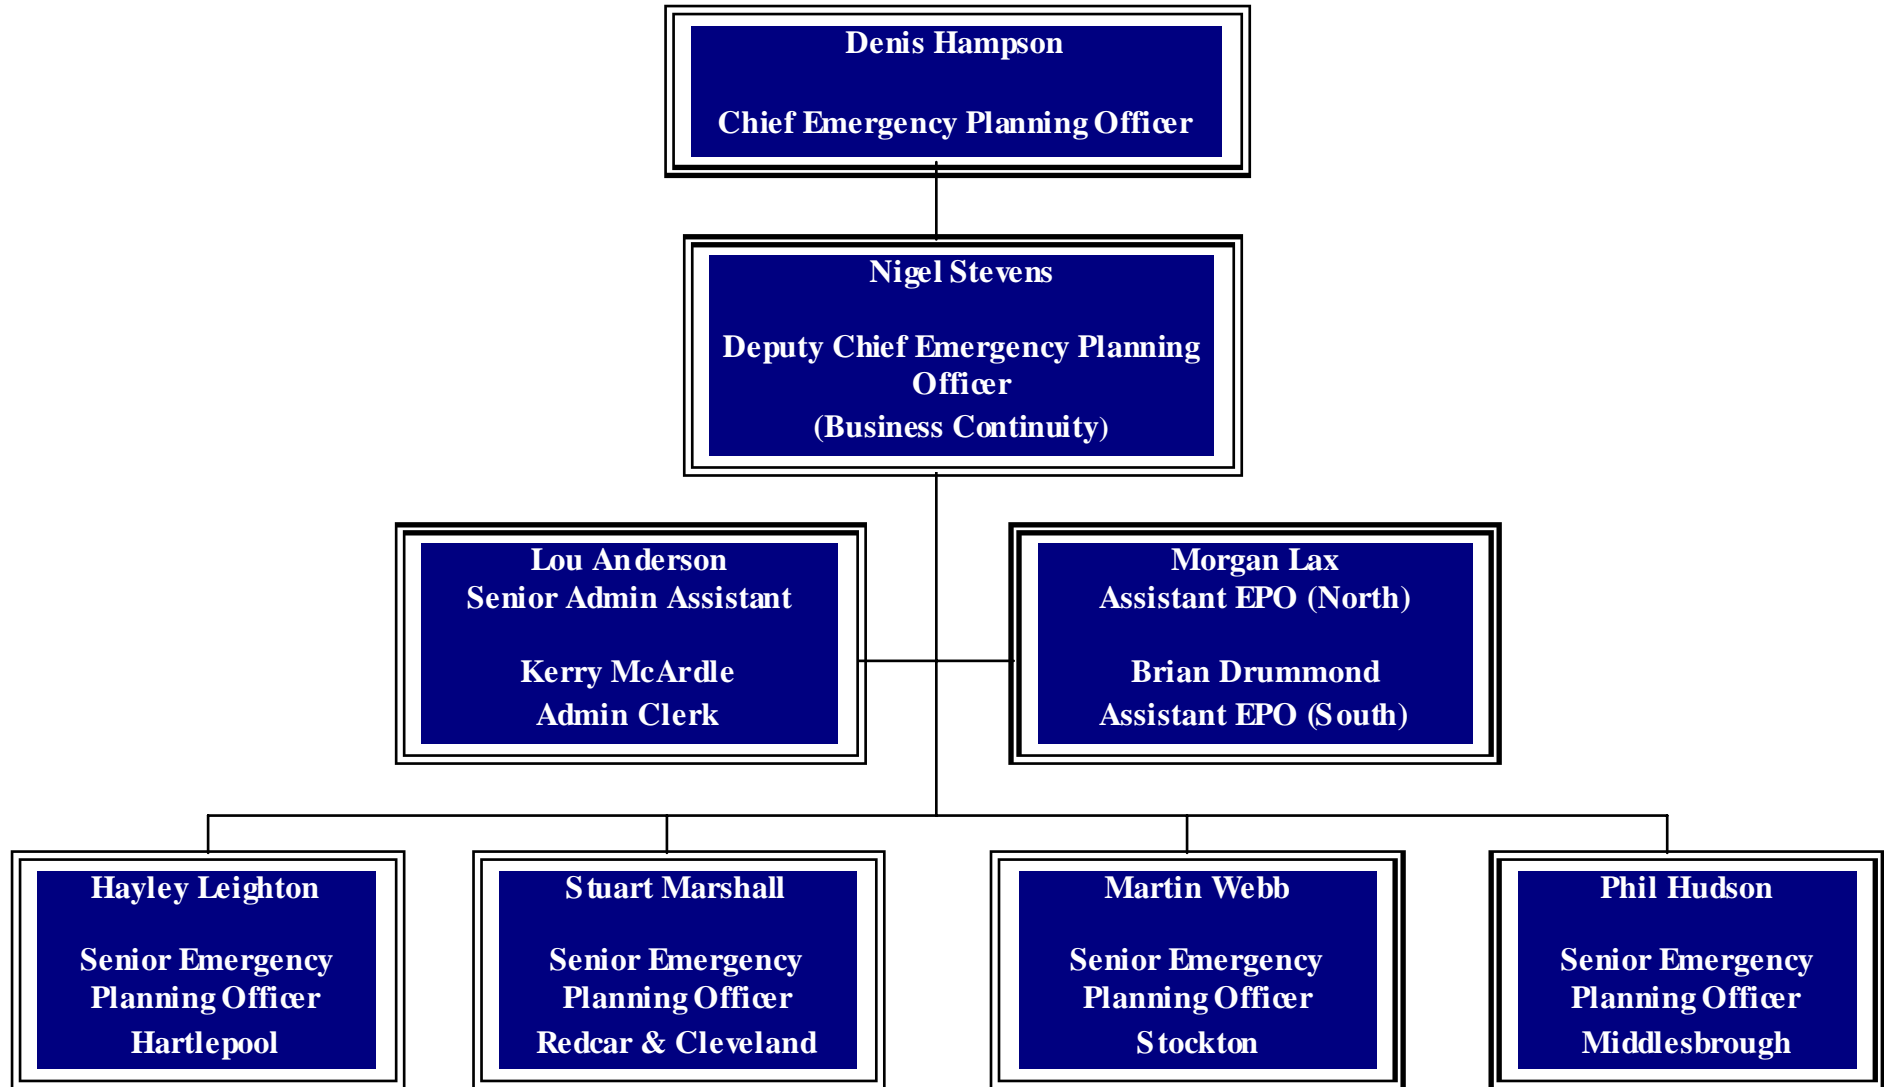 Denis Hampson
Chief Emergency Planning Officer
Nigel Stevens
Deputy Chief Emergency Planning
Officer
(Business Continuity)
Lou Anderson
Senior Admin Assistant
Kerry McArdle
Admin Clerk
Morgan Lax
Assistant EPO (North)
Brian Drummond
Assistant EPO (South)
Hayley Leighton
Senior Emergency
Planning Officer
Hartlepool
Stuart Marshall
Senior Emergency
Planning Officer
Redcar & Cleveland
Martin Webb
Senior Emergency
Planning Officer
Stockton
Phil Hudson
Senior Emergency
Planning Officer
Middlesbrough